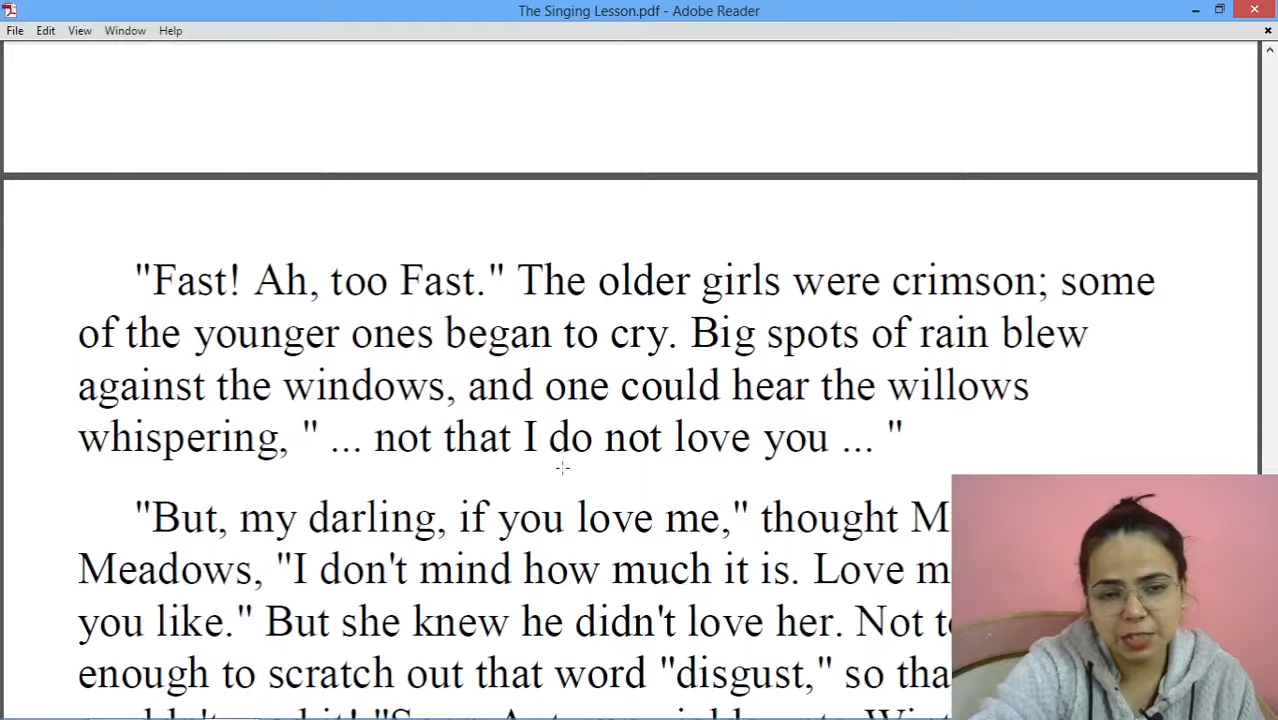 The Singing Lesson.pdf - Adobe Reader
File Edit View Window Help
"Fast! Ah, too Fast." The older girls were crimson; some
of the younger ones began to cry. Big spots of rain blew
against the windows, and one could hear the willows
whispering, " ... not that I do not love you ... "
"But, my darling, if you love me," thought
Meadows, "I don't mind how much it is. Love
you like." But she knew he didn't love her. Not
enough to scratch out that word "disgust," so